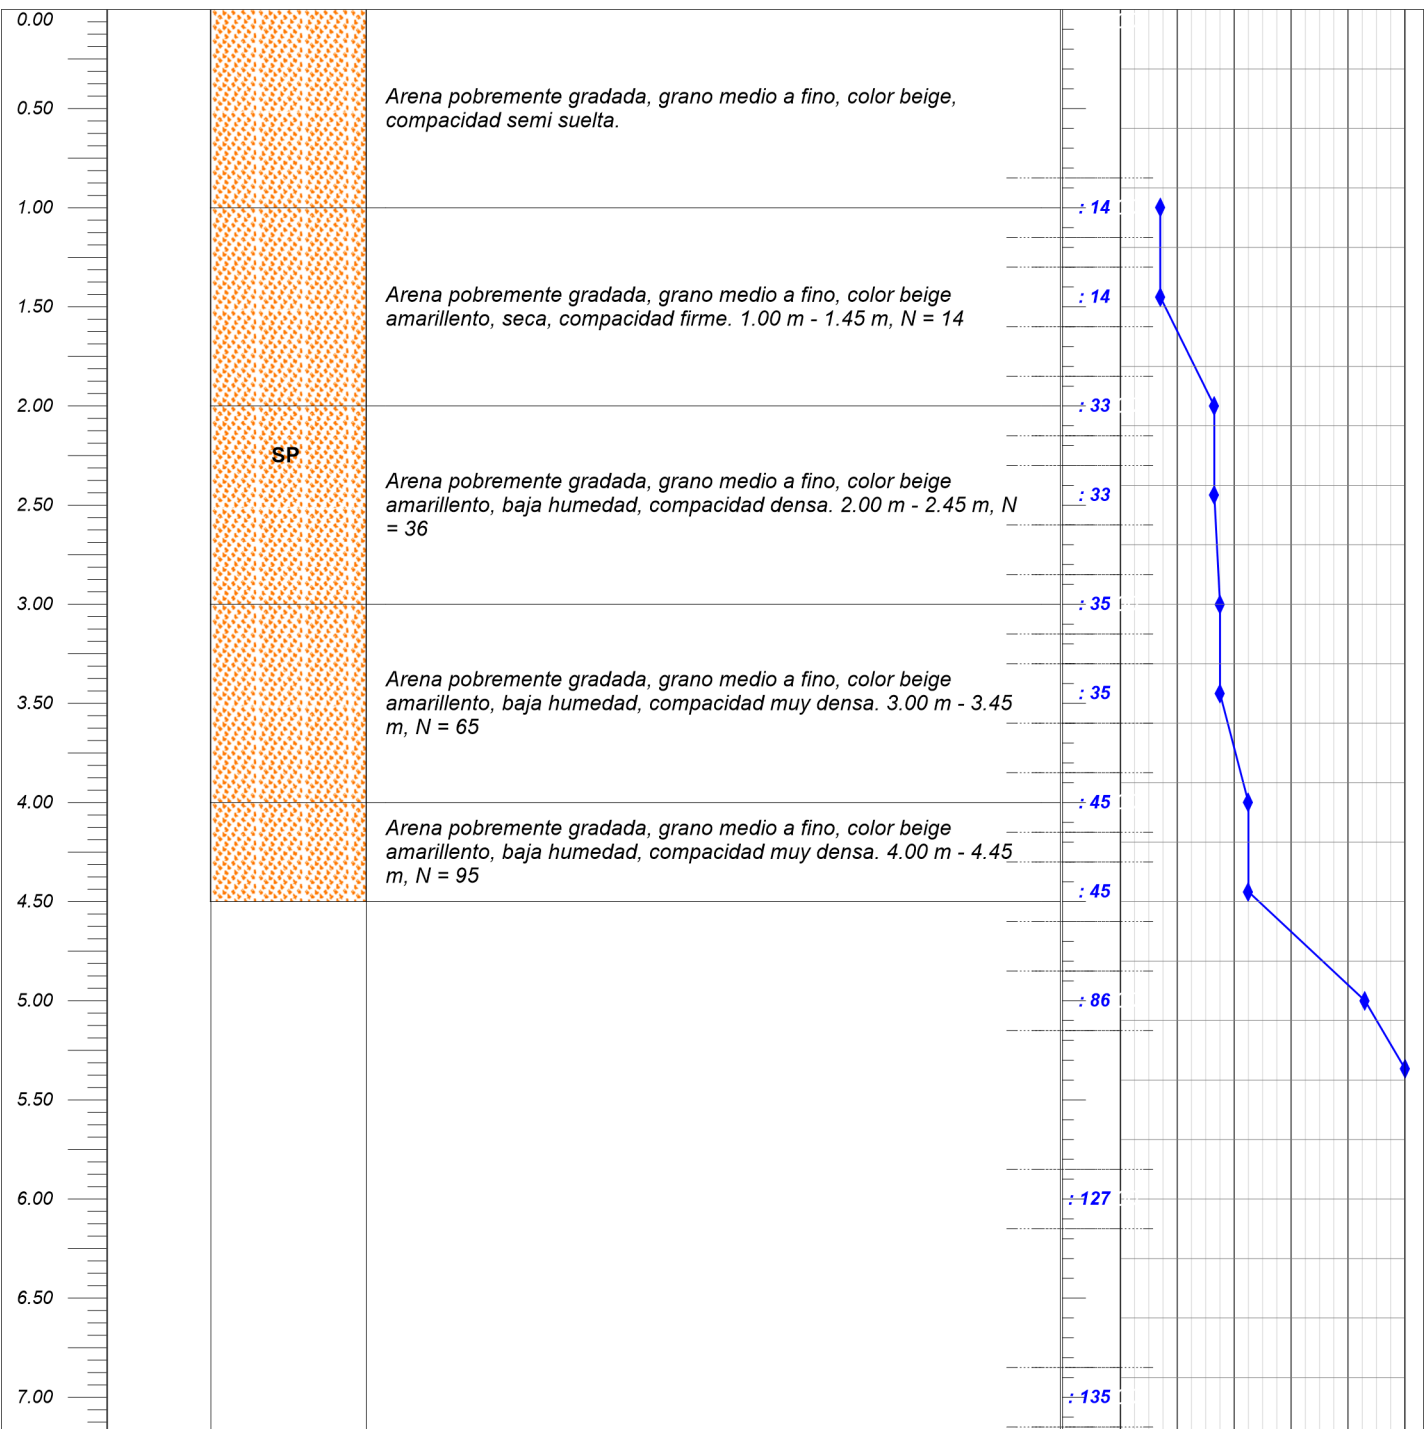 0.00
Arena pobremente gradada, grano medio a fino, color beige,
0.50
compacidad semi suelta.
1.00
: 14
Arena pobremente gradada, grano medio a fino, color beige
: 14
1.50
amarillento, seca, compacidad firme. 1.00 m - 1.45 m, N = 14
2.00
: 33
SP
Arena pobremente gradada, grano medio a fino, color beige
: 33
2.50
amarillento, baja humedad, compacidad densa. 2.00 m - 2.45 m, N
= 36
3.00
: 35
Arena pobremente gradada, grano medio a fino, color beige
: 35
3.50
amarillento, baja humedad, compacidad muy densa. 3.00 m - 3.45
m, N = 65
4.00
: 45
Arena pobremente gradada, grano medio a fino, color beige
amarillento, baja humedad, compacidad muy densa. 4.00 m - 4.45
m, N = 95
: 45
4.50
5.00
: 86
5.50
6.00
: 127
6.50
7.00
: 135